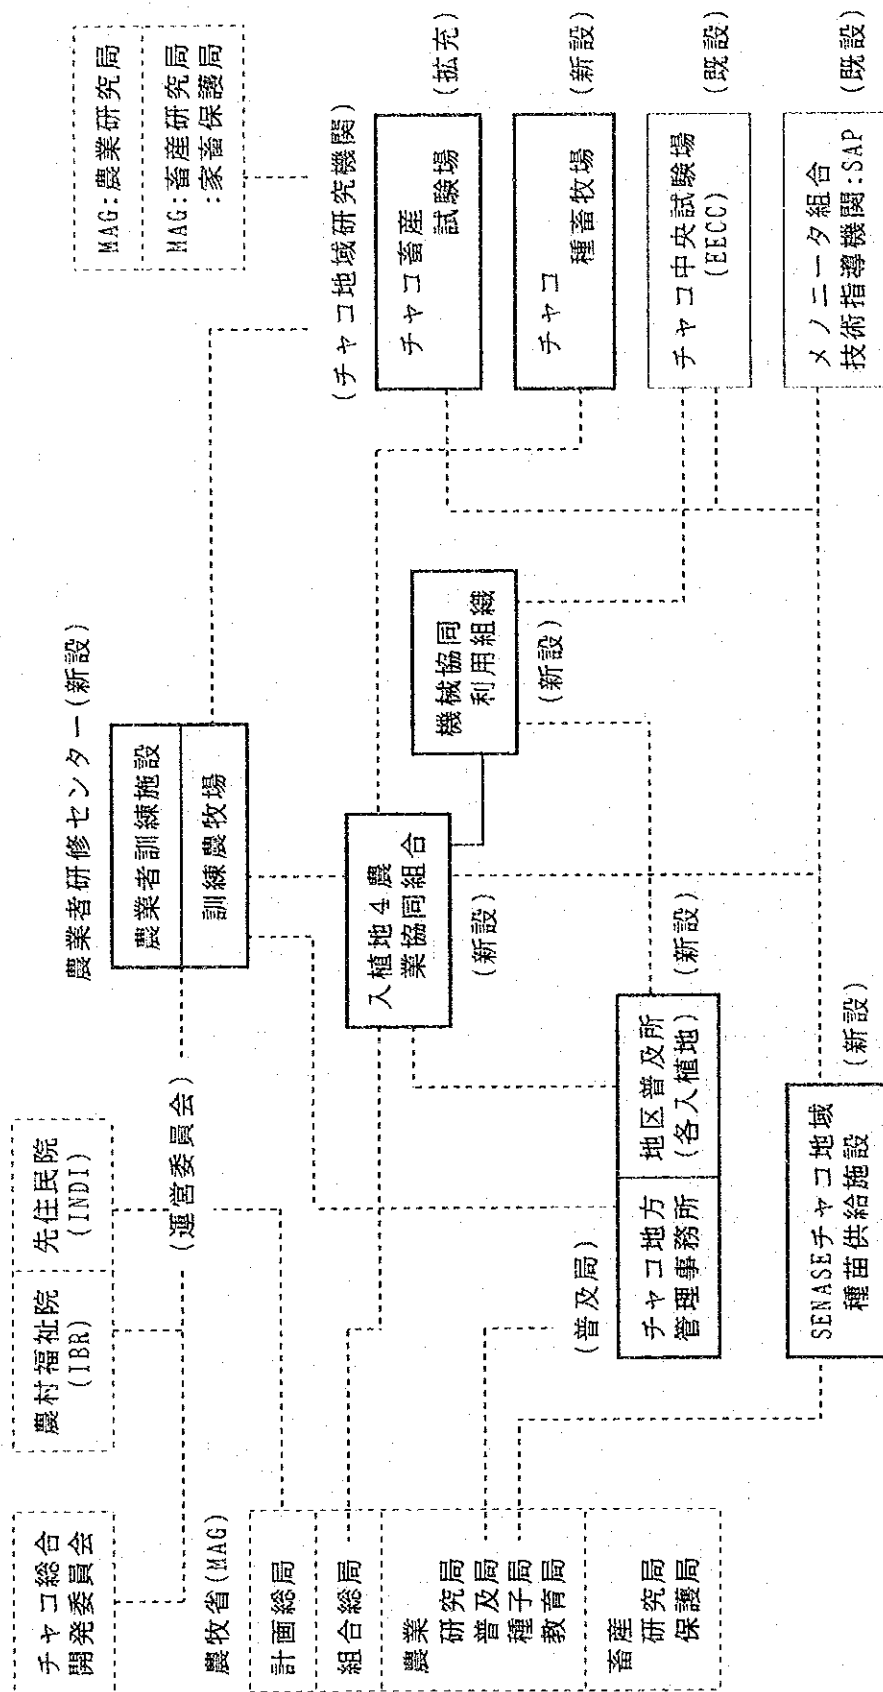 チャコ総合
開発委員会
農村福祉院
(IBR)
先住民院
(INDI)
(運営委員会)
農業者研修センター(新設)
農業者訓練施設
訓練農牧場
MAG:農業研究局
MAG:畜産研究局
:家畜保護局
農牧省(MAG)
計画総局
組合総局
農業
研究局
普及局
種子局
教育局
畜産
研究局
保護局
入植地4農
業協同組合
(新設)
機械協同
利用組織
(新設)
(チャコ地域研究機関)
チャコ畜産
試験場
(拡充)
チャコ
種畜牧場
(新設)
チャコ中央試験場
(EECC)
(既設)
メノニータ組合
技術指導機関:SAP
(既設)
(普及局)
チャコ地方
管理事務所
地区普及所
(各入植地)
(新設)
SENASEチャコ地域
種苗供給施設
(新設)